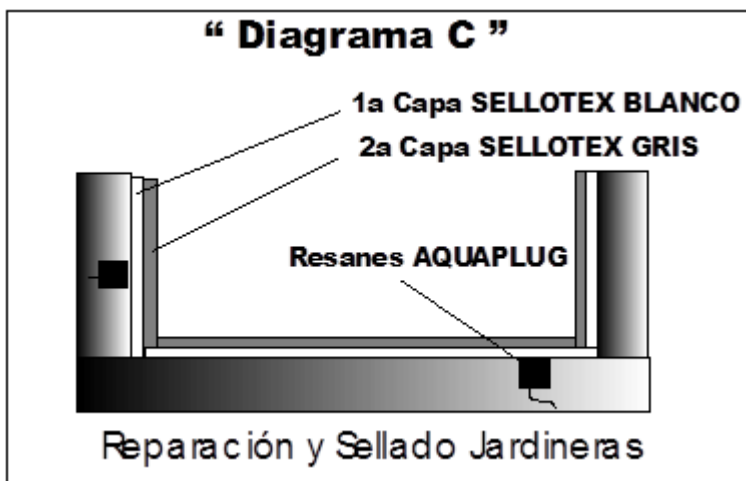 “ Diagrama C ”
1a Capa SELLOTEX BLANCO
2a Capa SELLOTEX GRIS
Resanes AQUAPLUG
Reparación y Sellado Jardineras